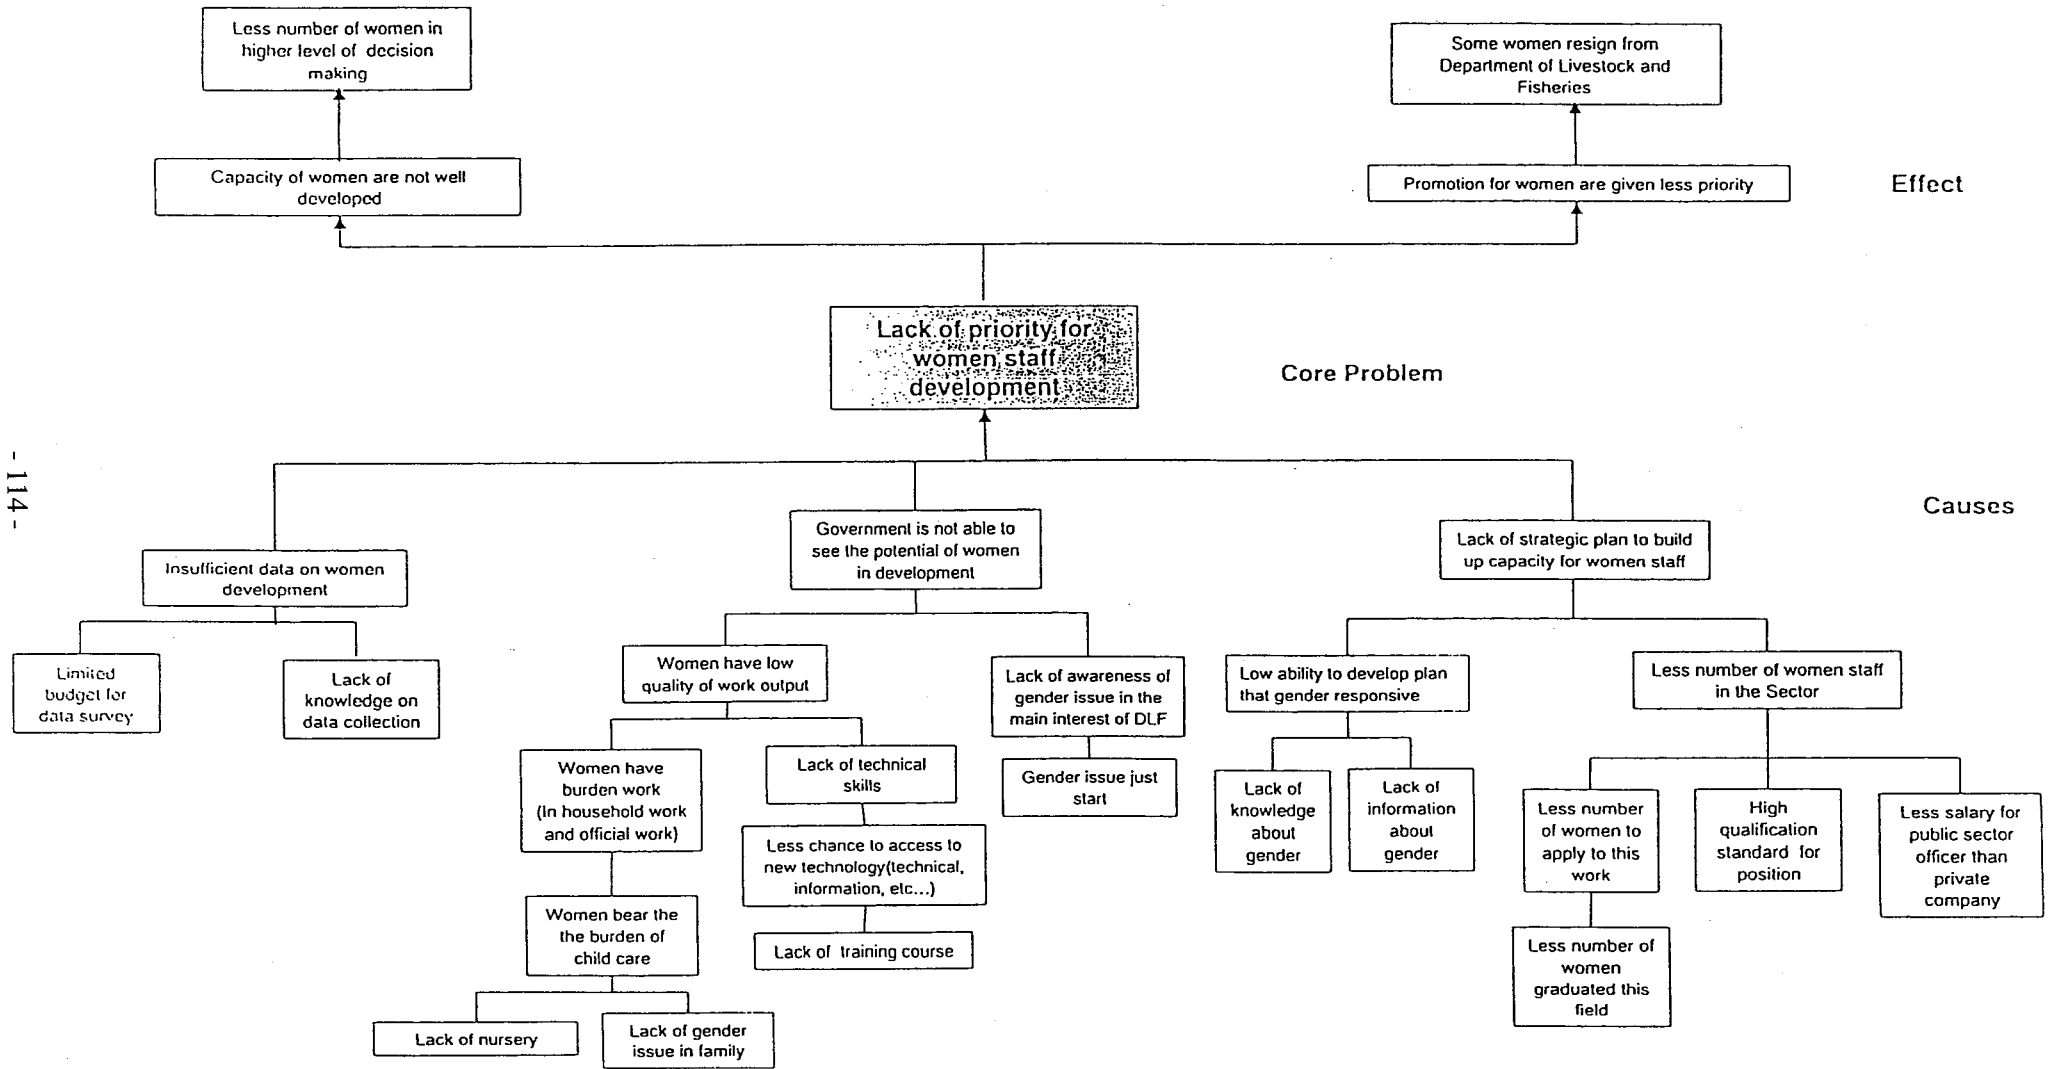 Less number of women in
higher level of decision
making
Some women resign from
Department of Livestock and
Fisheries
Capacity of women are not well
developed
Promotion for women are given less priority
Effect
Lack of priority for
women staff
development
Core Problem
- 114 -
Causes
Insufficient data on women
development
Government is not able to
see the potential of women
in development
Lack of strategic plan to build
up capacity for women staff
Limited
budget for
data survey
Lack of
knowledge on
data collection
Women have low
quality of work output
Lack of awareness of
gender issue in the
main interest of DLF
Low ability to develop plan
that gender responsive
Less number of women staff
in the Sector
Women have
burden work
(In household work
and official work)
Lack of technical
skills
Gender issue just
start
Lack of
knowledge
about
gender
Lack of
information
about
gender
Less number
of women to
apply to this
work
High
qualification
standard for
position
Less salary for
public sector
officer than
private
company
Less chance to access to
new technology(technical,
information, etc...)
Women bear the
the burden of
child care
Lack of training course
Less number of
women
graduated this
field
Lack of nursery
Lack of gender
issue in family